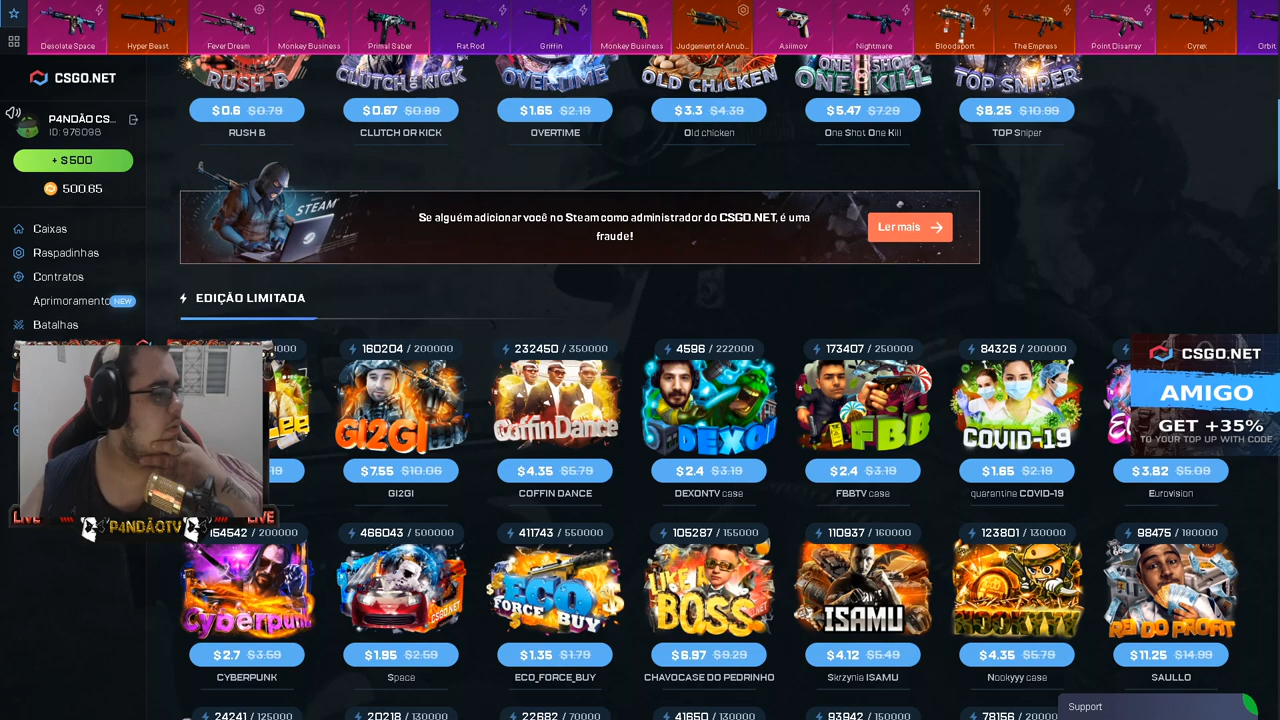 Desolate Space
Hyper Beast
Fever Dream
Monkey Business
Primal Saber
Rat Rod
Griffin
Monkey Business
Judgement of Anub...
Asiimov
Nightmare
Bloodsport
The Empress
Point Disarray
Cyrex
Orbit
CSGO.NET
RUSH-B
CLUTCH OR KICK
OVERTIME
OLD CHICKEN
ONE SHOT
ONE KILL
TOP SNIPER
$ 0.6 $0.79
$ 0.67 $0.89
$ 1.65 $2.19
$ 3.3 $4.39
$ 5.47 $7.29
$ 8.25 $10.99
P4NDÃO CS...
ID: 976098
RUSH B
CLUTCH OR KICK
OVERTIME
Old chicken
One Shot One Kill
TOP Sniper
+ $ 500
500.65
STEAM
Se alguém adicionar você no Steam como administrador do CSGO.NET, é uma
fraude!
Ler mais
Caixas
Raspadinhas
Contratos
Aprimoramento NEW
Batalhas
EDIÇÃO LIMITADA
160204 / 200000
232450 / 350000
4596 / 222000
173407 / 250000
84326 / 200000
GI2GI
Coffin Dance
DEXO
FBB
COVID-19
CSGO.NET
AMIGO
GET +35%
TO YOUR TOP UP WITH CODE
$ 7.55 $10.06
$ 4.35 $5.79
$ 2.4 $3.19
$ 2.4 $3.19
$ 1.65 $2.19
$ 3.82 $5.09
GI2GI
COFFIN DANCE
DEXONTV case
FBBTV case
quarantine COVID-19
Eurovision
LIVE
P4NDÃOTV
LIVE
154542 / 200000
466043 / 500000
411743 / 550000
105287 / 155000
110937 / 160000
123801 / 130000
98475 / 180000
Cyberpunk
CSGO.NET
ECO
FORCE BUY
LIKE A
BOSS
ISAMU
NOOKYYY
REI DO PROFIT
$ 2.7 $3.59
$ 1.95 $2.59
$ 1.35 $1.79
$ 6.97 $9.29
$ 4.12 $5.49
$ 4.35 $5.79
$ 11.25 $14.99
CYBERPUNK
Space
ECO_FORCE_BUY
CHAVOCASE DO PEDRINHO
Skrzynia ISAMU
Nookyyy case
SAULLO
24241 / 125000
20218 / 130000
22682 / 70000
41650 / 130000
93942 / 150000
78156 / 200000
Support